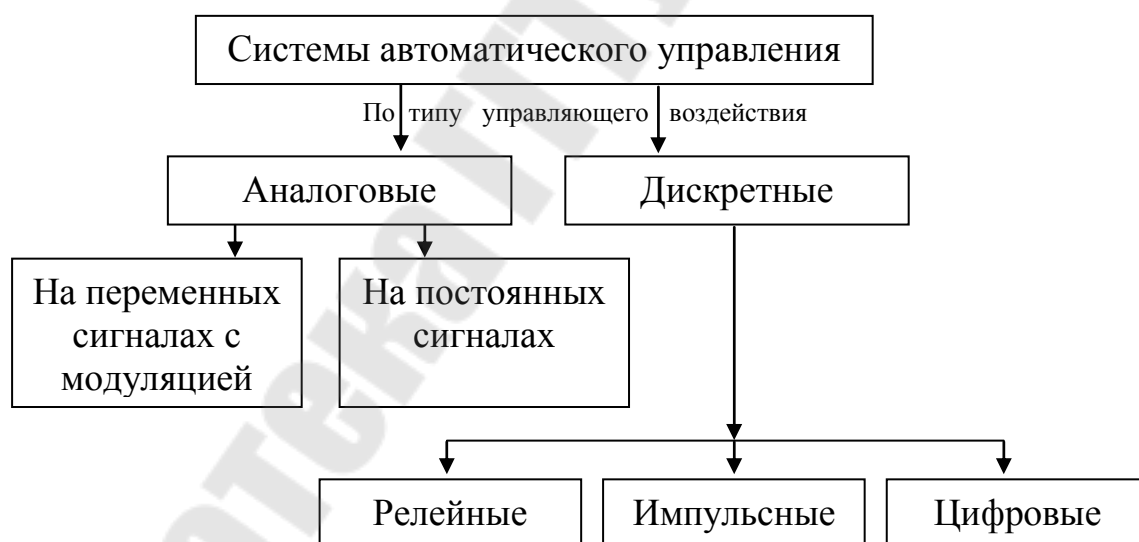 Системы автоматического управления
По типу управляющего воздействия
Аналоговые
Дискретные
На переменных
сигналах с
модуляцией
На постоянных
сигналах
Релейные
Импульсные
Цифровые